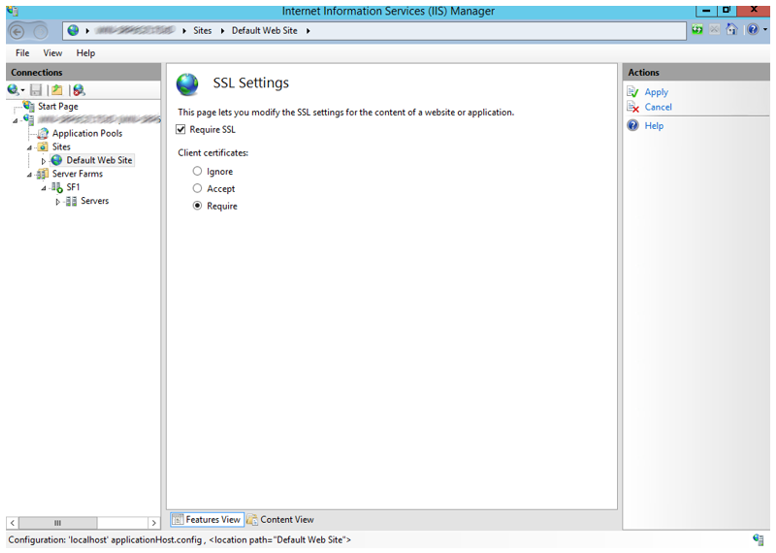 Internet Information Services (IIS) Manager
Sites
Default Web Site
File View Help
Connections
Start Page
Application Pools
Sites
Default Web Site
Server Farms
SF1
Servers
SSL Settings
This page lets you modify the SSL settings for the content of a website or application.
Require SSL
Client certificates:
Ignore
Accept
Require
Features View
Content View
Actions
Apply
Cancel
Help
Configuration: 'localhost' applicationHost.config , <location path="Default Web Site">